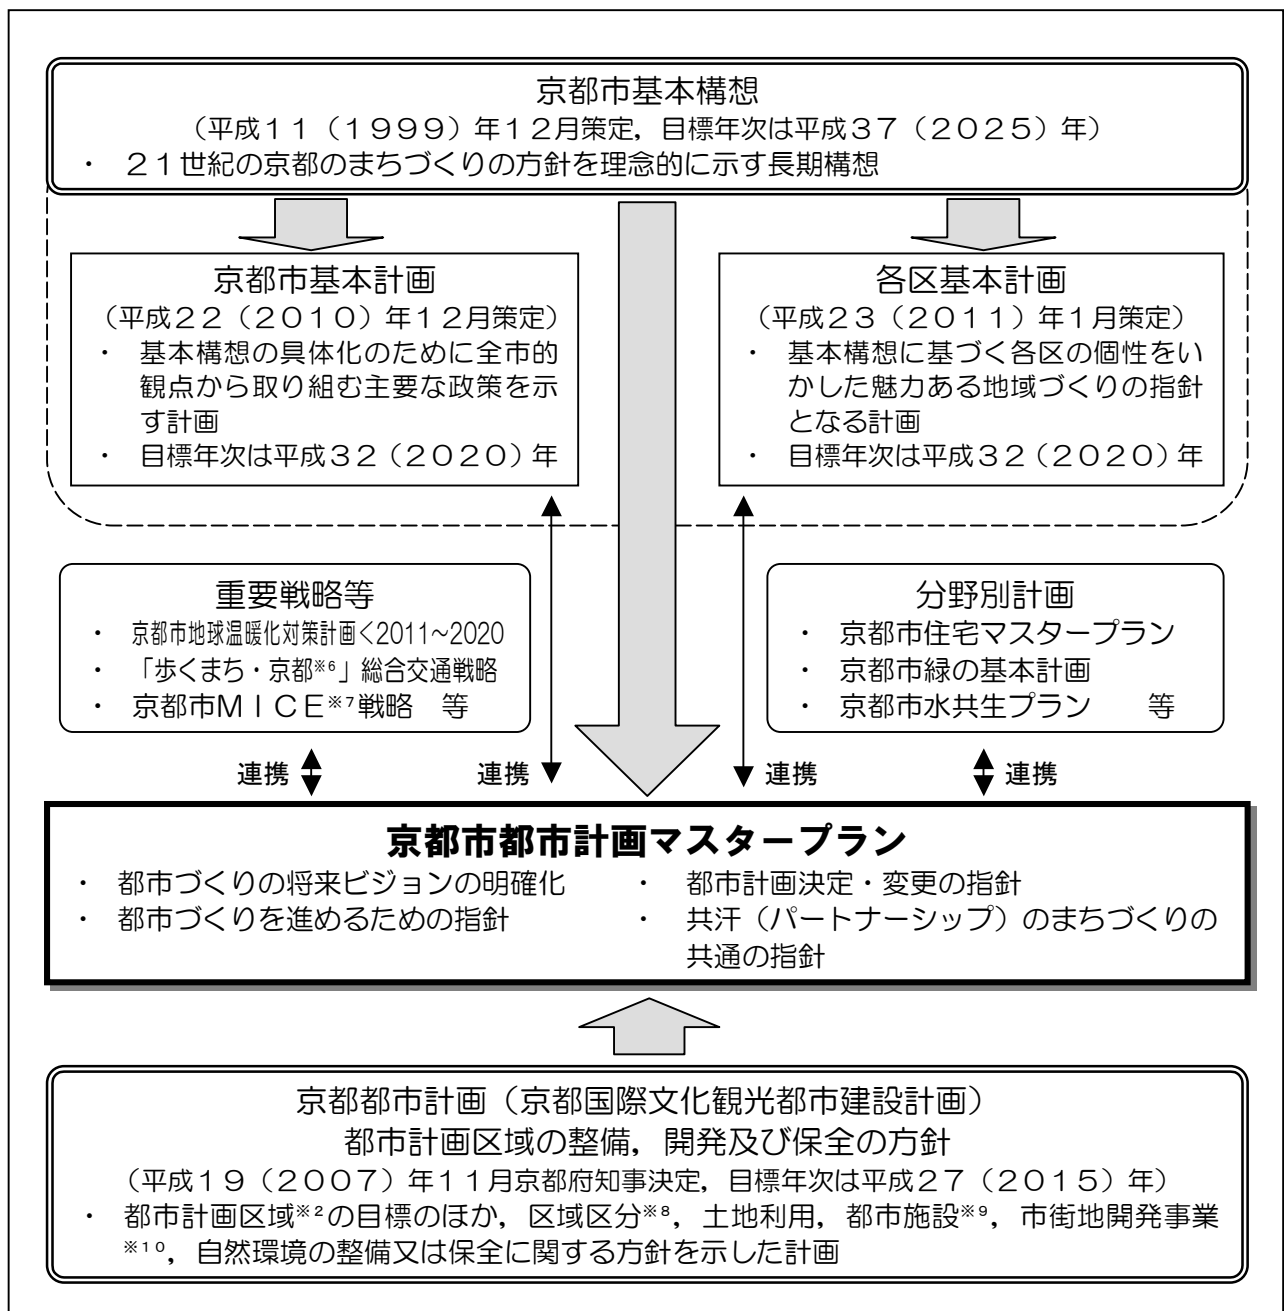 京都市基本構想
（平成１１（１９９９）年１２月策定，目標年次は平成３７（２０２５）年）
・ ２１世紀の京都のまちづくりの方針を理念的に示す長期構想
京都市基本計画
（平成２２（２０１０）年１２月策定）
・ 基本構想の具体化のために全市的
観点から取り組む主要な政策を示
す計画
・ 目標年次は平成３２（２０２０）年
各区基本計画
（平成２３（２０１１）年１月策定）
・ 基本構想に基づく各区の個性をい
かした魅力ある地域づくりの指針
となる計画
・ 目標年次は平成３２（２０２０）年
重要戦略等
・ 京都市地球温暖化対策計画＜2011～2020
・ 「歩くまち・京都※６」総合交通戦略
・ 京都市ＭＩＣＥ※７戦略　等
分野別計画
・ 京都市住宅マスタープラン
・ 京都市緑の基本計画
・ 京都市水共生プラン　　等
連携
連携
連携
連携
京都市都市計画マスタープラン
・ 都市づくりの将来ビジョンの明確化
・ 都市づくりを進めるための指針
・ 都市計画決定・変更の指針
・ 共汗（パートナーシップ）のまちづくりの
共通の指針
京都都市計画（京都国際文化観光都市建設計画）
都市計画区域の整備，開発及び保全の方針
（平成１９（２００７）年１１月京都府知事決定，目標年次は平成２７（２０１５）年）
・ 都市計画区域※２の目標のほか，区域区分※８，土地利用，都市施設※９，市街地開発事業
※１０，自然環境の整備又は保全に関する方針を示した計画